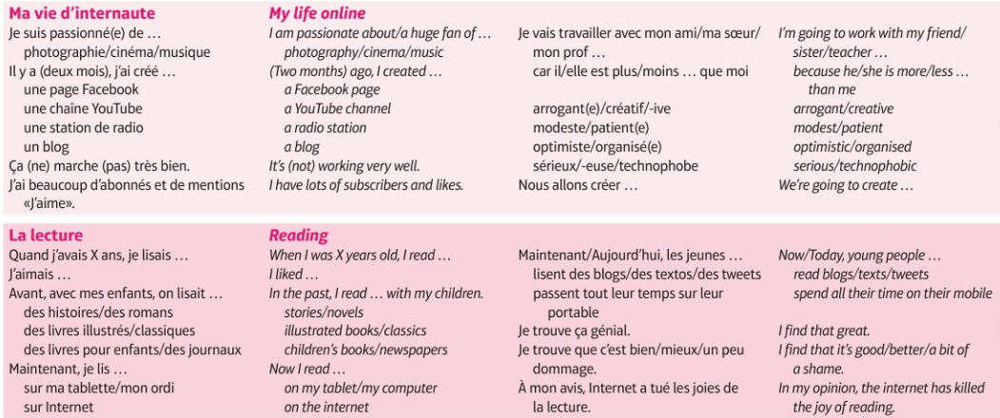 Ma vie d'internaute
Je suis passionné(e) de …
photographie/cinéma/musique
Il y a (deux mois), j'ai créé …
une page Facebook
une chaîne YouTube
une station de radio
un blog
Ça (ne) marche (pas) très bien.
J'ai beaucoup d'abonnés et de mentions
«J'aime».
My life online
I am passionate about/a huge fan of …
photography/cinema/music
(Two months) ago, I created …
a Facebook page
a YouTube channel
a radio station
a blog
It's (not) working very well.
I have lots of subscribers and likes.
Je vais travailler avec mon ami/ma sœur/
mon prof …
car il/elle est plus/moins … que moi
arrogant(e)/créatif/-ive
modeste/patient(e)
optimiste/organisé(e)
sérieux/-euse/technophobe
Nous allons créer …
I'm going to work with my friend/
sister/teacher …
because he/she is more/less …
than me
arrogant/creative
modest/patient
optimistic/organised
serious/technophobic
We're going to create …
La lecture
Quand j'avais X ans, je lisais …
J'aimais …
Avant, avec mes enfants, on lisait …
des histoires/des romans
des livres illustrés/classiques
des livres pour enfants/des journaux
Maintenant, je lis …
sur ma tablette/mon ordi
sur Internet
Reading
When I was X years old, I read …
I liked …
In the past, I read … with my children.
stories/novels
illustrated books/classics
children's books/newspapers
Now I read …
on my tablet/my computer
on the internet
Maintenant/Aujourd'hui, les jeunes …
lisent des blogs/des textos/des tweets
passent tout leur temps sur leur
portable
Je trouve ça génial.
Je trouve que c'est bien/mieux/un peu
dommage.
À mon avis, Internet a tué les joies de
la lecture.
Now/Today, young people …
read blogs/texts/tweets
spend all their time on their mobile
I find that great.
I find that it's good/better/a bit of
a shame.
In my opinion, the internet has killed
the joy of reading.